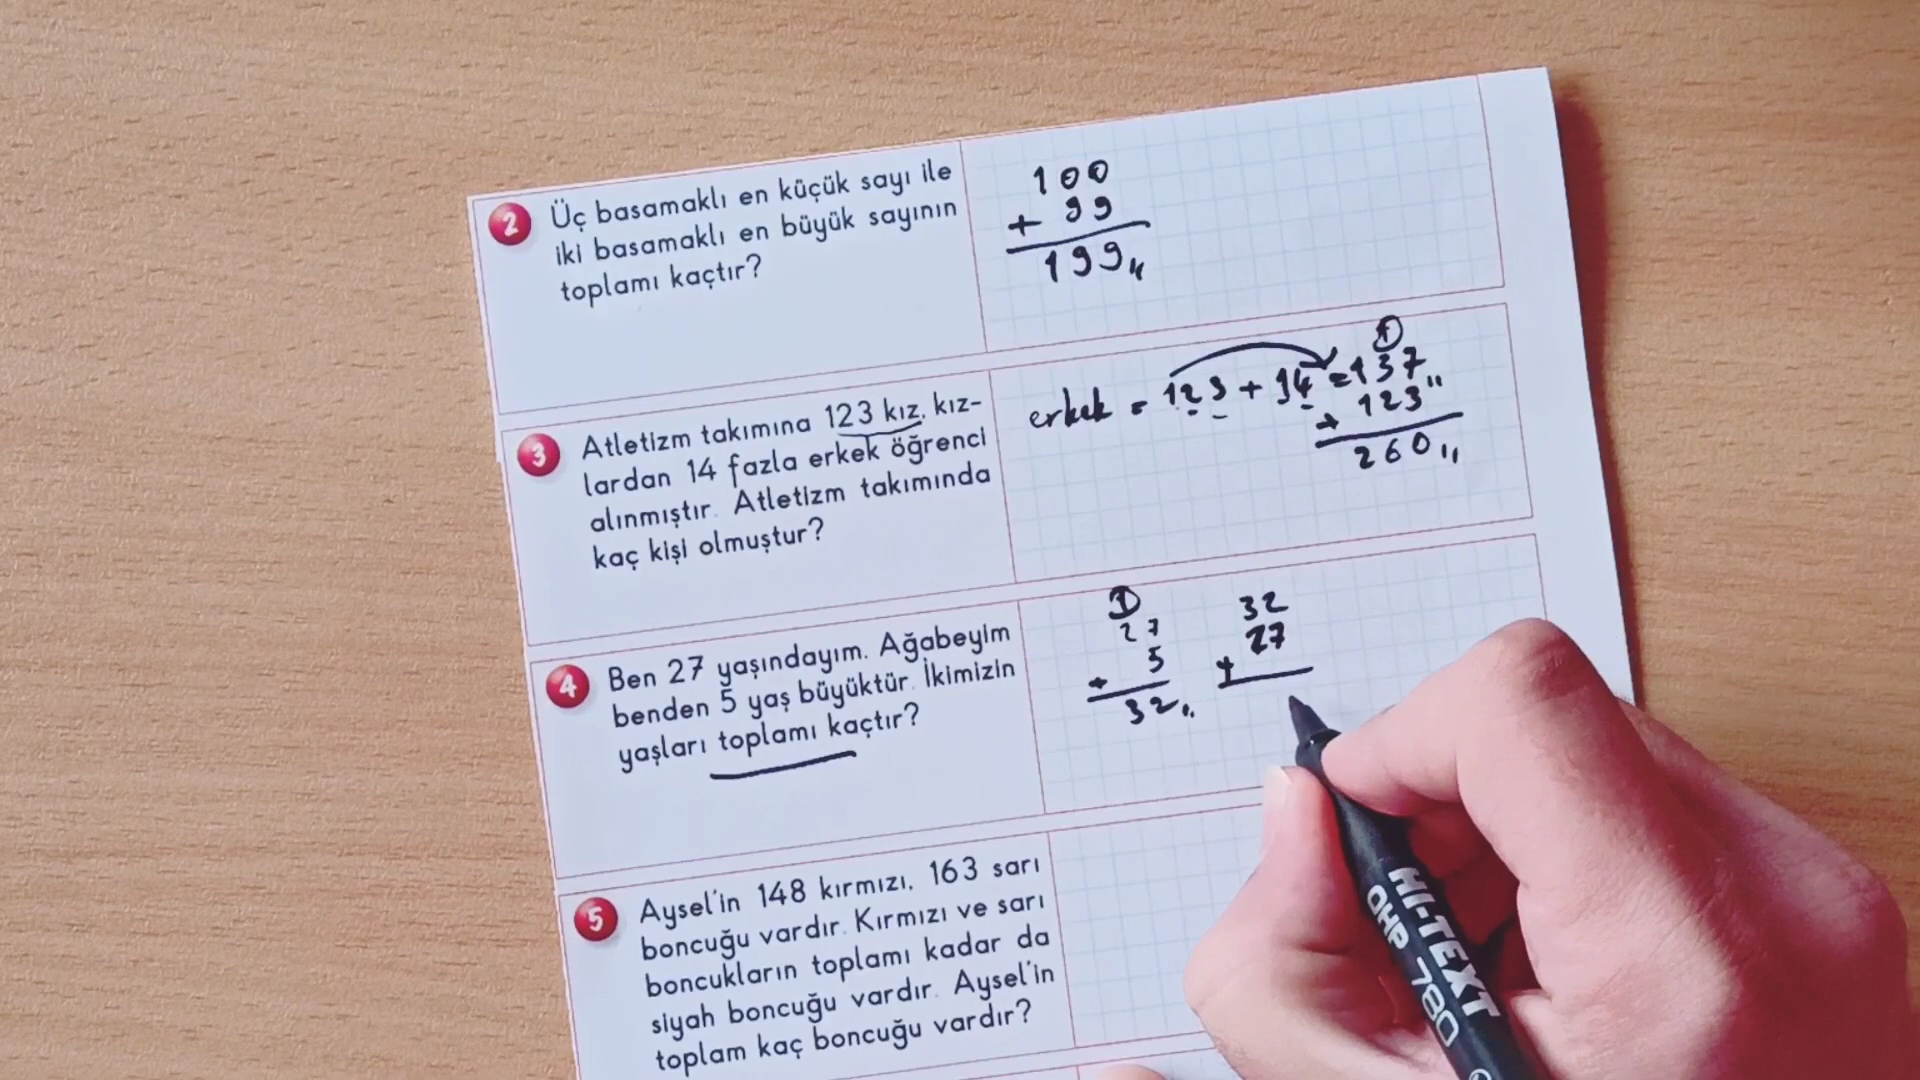 2 Üç basamaklı en küçük sayı ile
iki basamaklı en büyük sayının
toplamı kaçtır?
100
+ 99
199
3 Atletizm takımına 123 kız, kız-
lardan 14 fazla erkek öğrenci
alınmıştır. Atletizm takımında
kaç kişi olmuştur?
1
erkek = 123 + 14 = 137
+ 123
260
4 Ben 27 yaşındayım. Ağabeyim
benden 5 yaş büyüktür. İkimizin
yaşları toplamı kaçtır?
1
27
+ 5
32
32
+ 27
5 Aysel'in 148 kırmızı, 163 sarı
boncuğu vardır. Kırmızı ve sarı
boncukların toplamı kadar da
siyah boncuğu vardır. Aysel'in
toplam kaç boncuğu vardır?
HI-TEXT
OHP 780